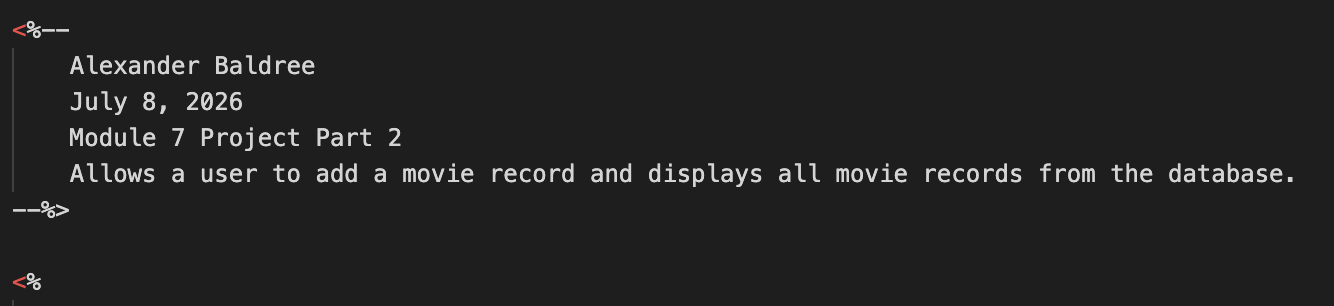 <%--
Alexander Baldree
July 8, 2026
Module 7 Project Part 2
Allows a user to add a movie record and displays all movie records from the database.
--%>
<%